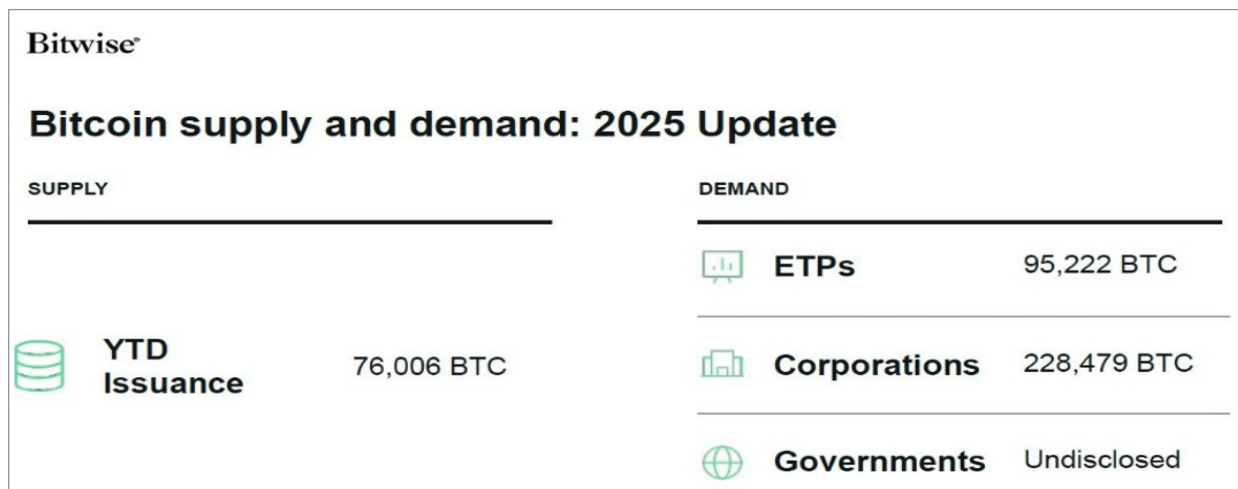 Bitwise®
Bitcoin supply and demand: 2025 Update
SUPPLY
YTD
Issuance
76,006 BTC
DEMAND
ETPs 95,222 BTC
Corporations 228,479 BTC
Governments Undisclosed